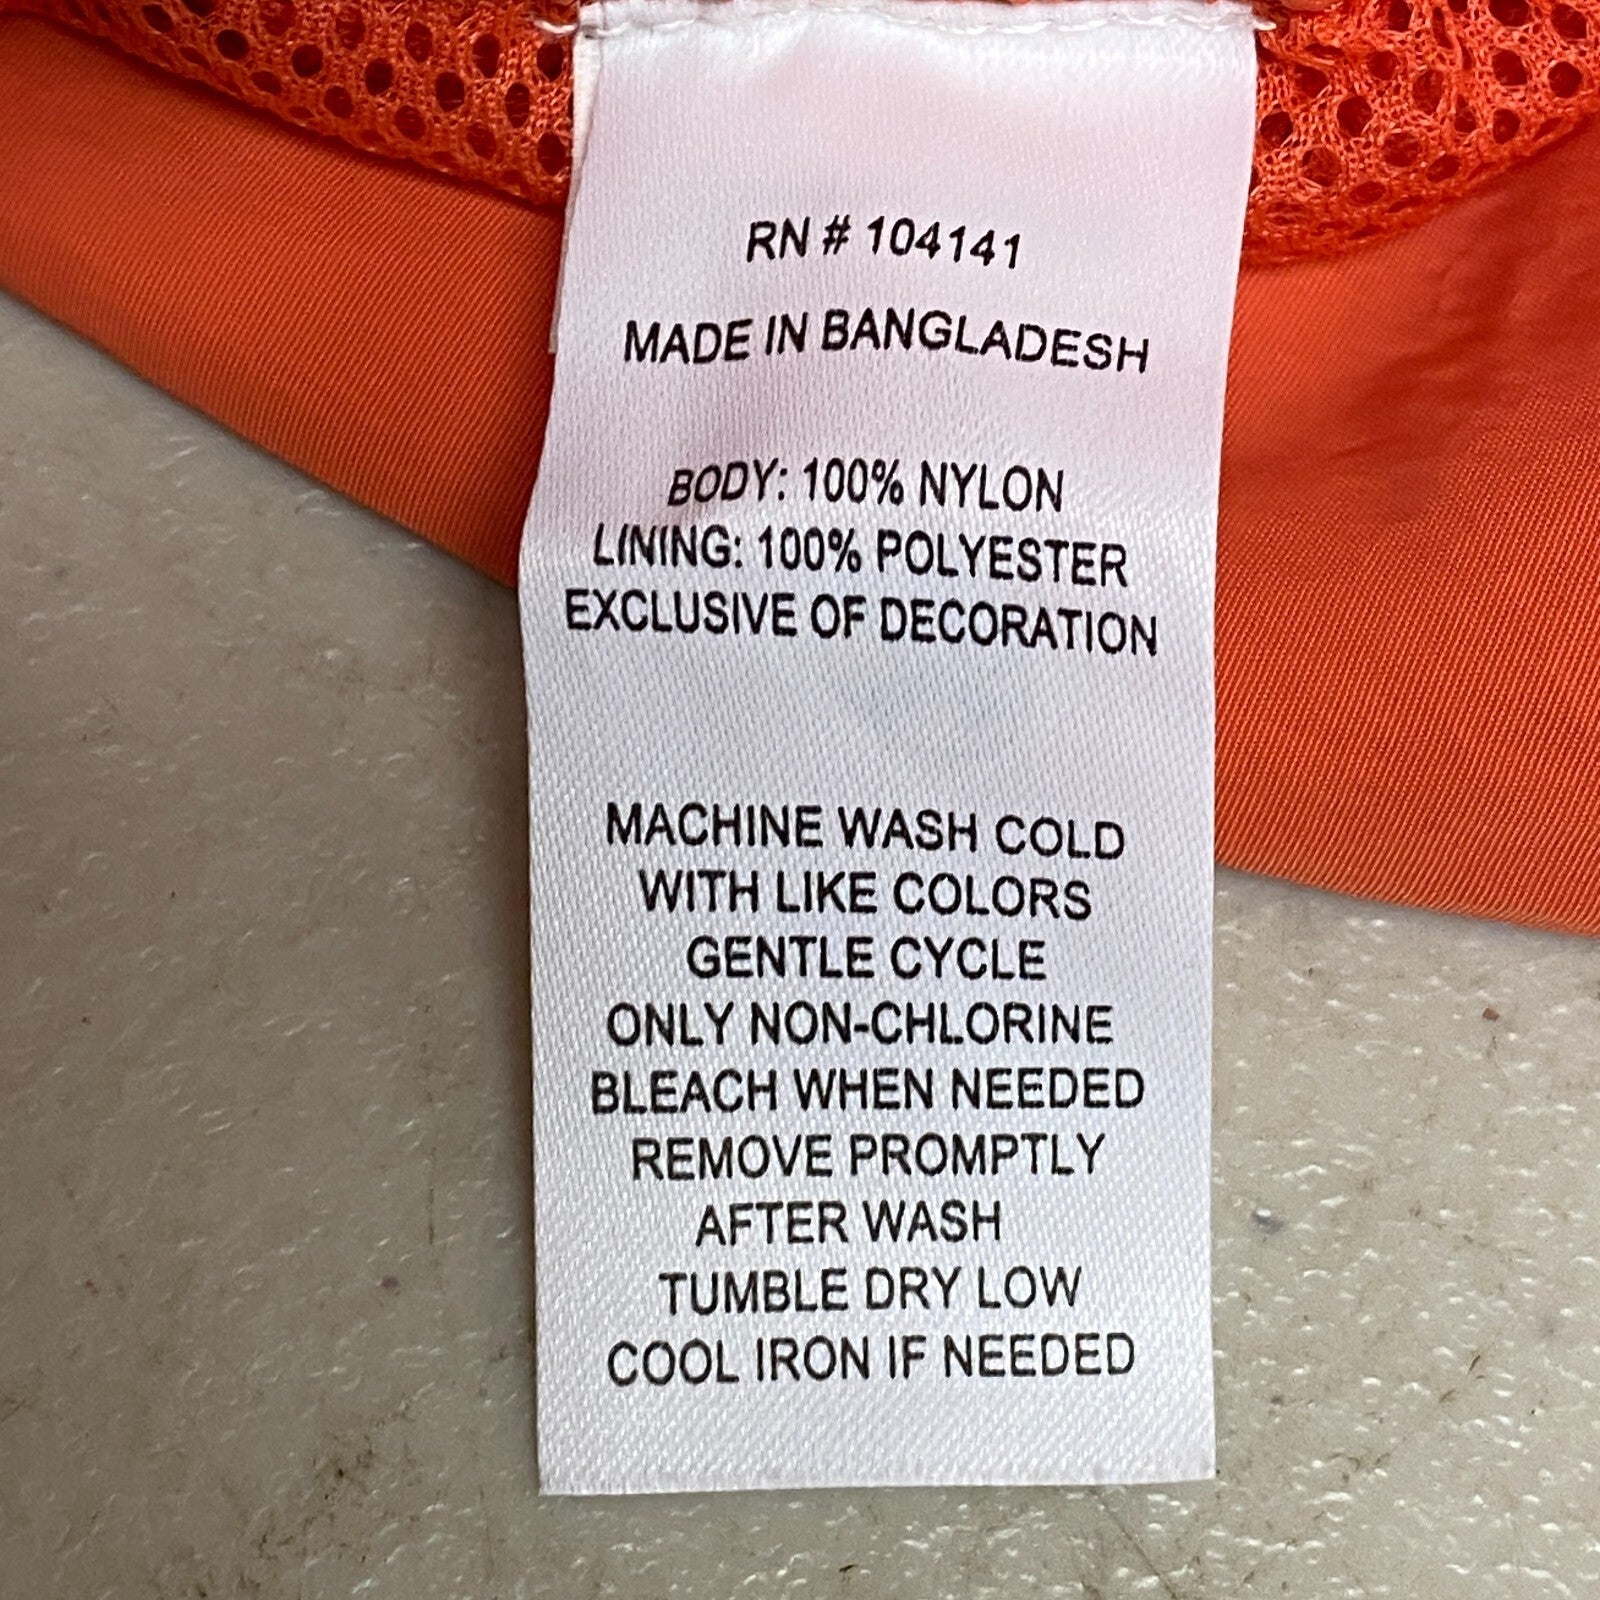 RN # 104141
MADE IN BANGLADESH
BODY: 100% NYLON
LINING: 100% POLYESTER
EXCLUSIVE OF DECORATION
MACHINE WASH COLD
WITH LIKE COLORS
GENTLE CYCLE
ONLY NON-CHLORINE
BLEACH WHEN NEEDED
REMOVE PROMPTLY
AFTER WASH
TUMBLE DRY LOW
COOL IRON IF NEEDED